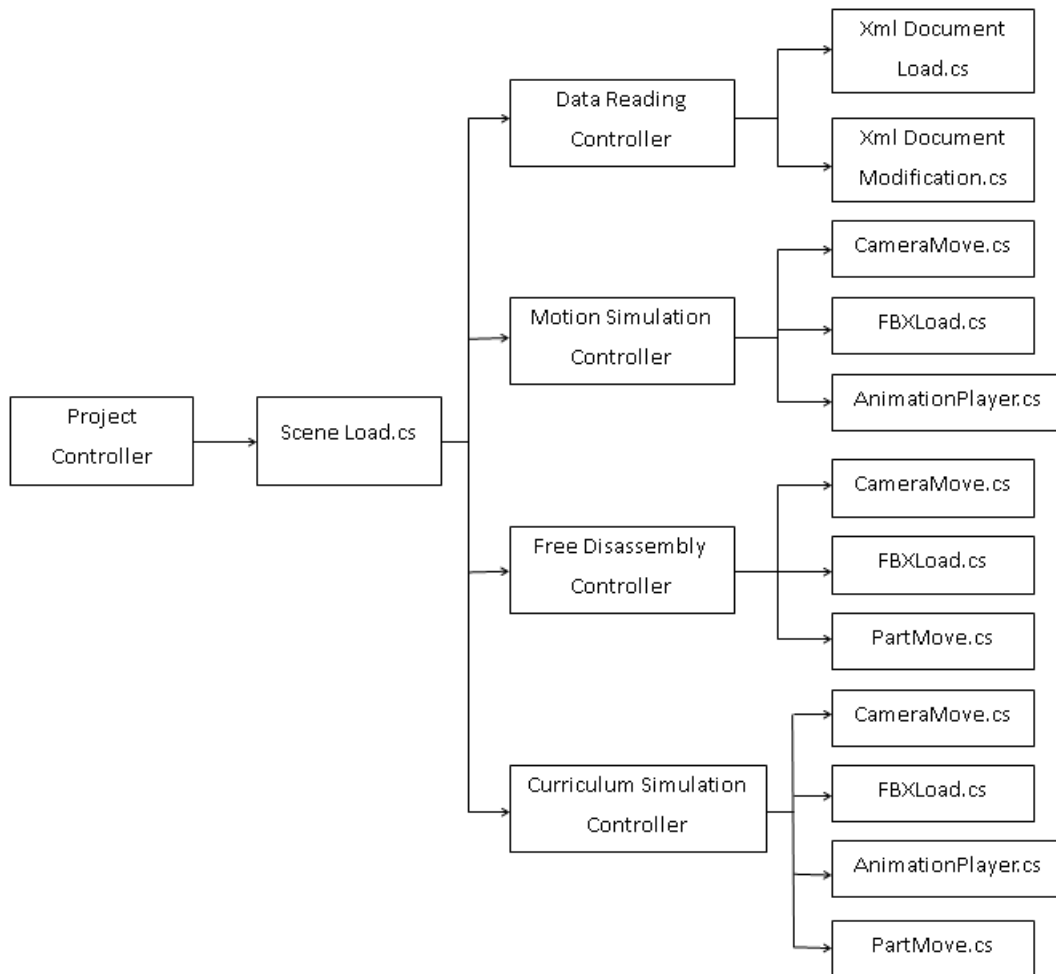 Project
Controller
Scene Load.cs
Data Reading
Controller
Xml Document
Load.cs
Xml Document
Modification.cs
Motion Simulation
Controller
CameraMove.cs
FBXLoad.cs
AnimationPlayer.cs
Free Disassembly
Controller
CameraMove.cs
FBXLoad.cs
PartMove.cs
Curriculum Simulation
Controller
CameraMove.cs
FBXLoad.cs
AnimationPlayer.cs
PartMove.cs